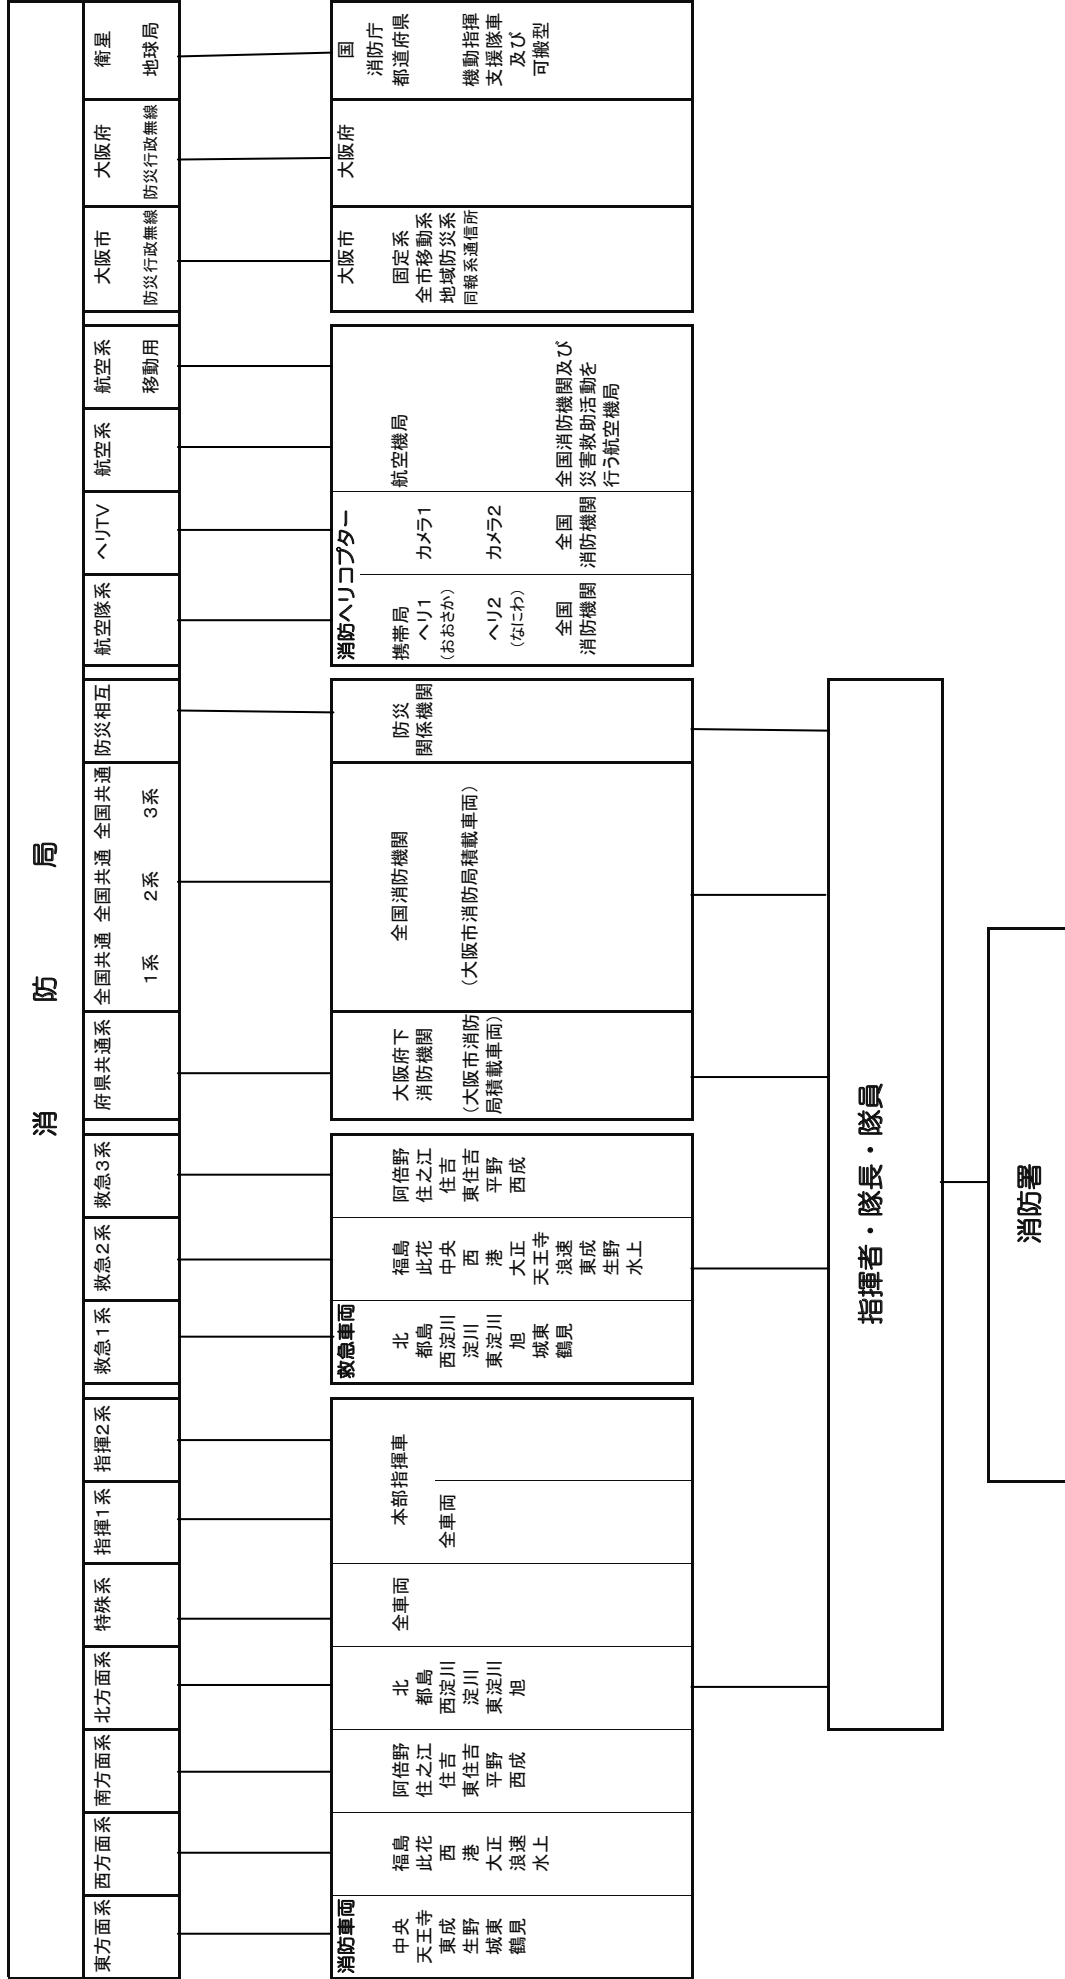 消防局
東方面系
西方面系
南方面系
北方面系
特殊系
指揮1系
指揮2系
救急1系
救急2系
救急3系
府県共通系
全国共通
1系
全国共通
2系
全国共通
3系
防災相互
航空隊系
ヘリTV
航空系
航空系
移動用
大阪市
防災行政無線
大阪府
防災行政無線
衛星
地球局
消防車両
中央
天王寺
東成
生野
城東
鶴見
福島
此花
西
港
大正
浪速
水上
阿倍野
住之江
住吉
東住吉
平野
西成
北
都島
西淀川
淀川
東淀川
旭
全車両
本部指揮車
全車両
救急車両
北
都島
西淀川
淀川
東淀川
旭
城東
鶴見
福島
此花
中央
西
港
大正
天王寺
浪速
東成
生野
水上
阿倍野
住之江
住吉
東住吉
平野
西成
大阪府下
消防機関
(大阪市消防
局積載車両)
全国消防機関
(大阪市消防局積載車両)
防災
関係機関
消防ヘリコプター
携帯局
ヘリ1
(おおさか)
ヘリ2
(なにわ)
全国
消防機関
カメラ1
カメラ2
全国
消防機関
航空機局
全国消防機関及び
災害救助活動を
行う航空機局
大阪市
固定系
全市移動系
地域防災系
同報系通信所
大阪府
国
消防庁
都道府県
機動指揮
支援隊車
及び
可搬型
指揮者・隊長・隊員
消防署